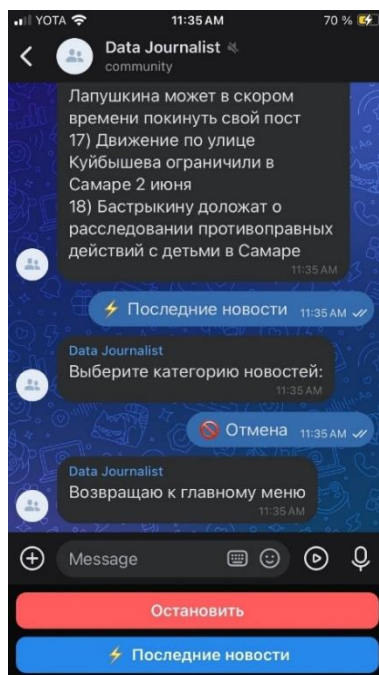 YOTA 11:35 AM 70 %
Data Journalist
community
Лапушкина может в скором
времени покинуть свой пост
17) Движение по улице
Куйбышева ограничили в
Самаре 2 июня
18) Бастрыкину доложат о
расследовании противоправных
действий с детьми в Самаре
11:35 AM
⚡ Последние новости 11:35 AM
Data Journalist
Выберите категорию новостей:
11:35 AM
🚫 Отмена 11:35 AM
Data Journalist
Возвращаю к главному меню
11:35 AM
Message
Остановить
⚡ Последние новости